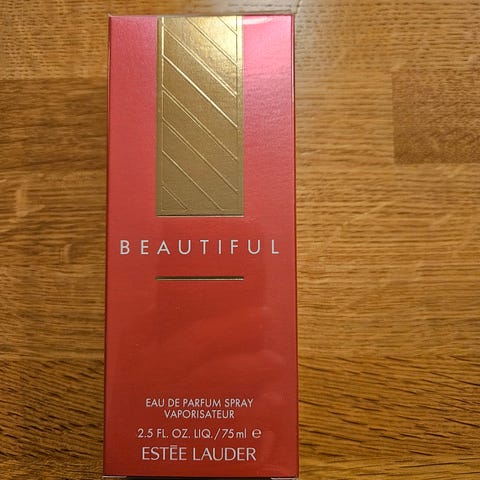 BEAUTIFUL
EAU DE PARFUM SPRAY
VAPORISATEUR
2.5 FL. OZ. LIQ./75ml ℮
ESTĒE LAUDER